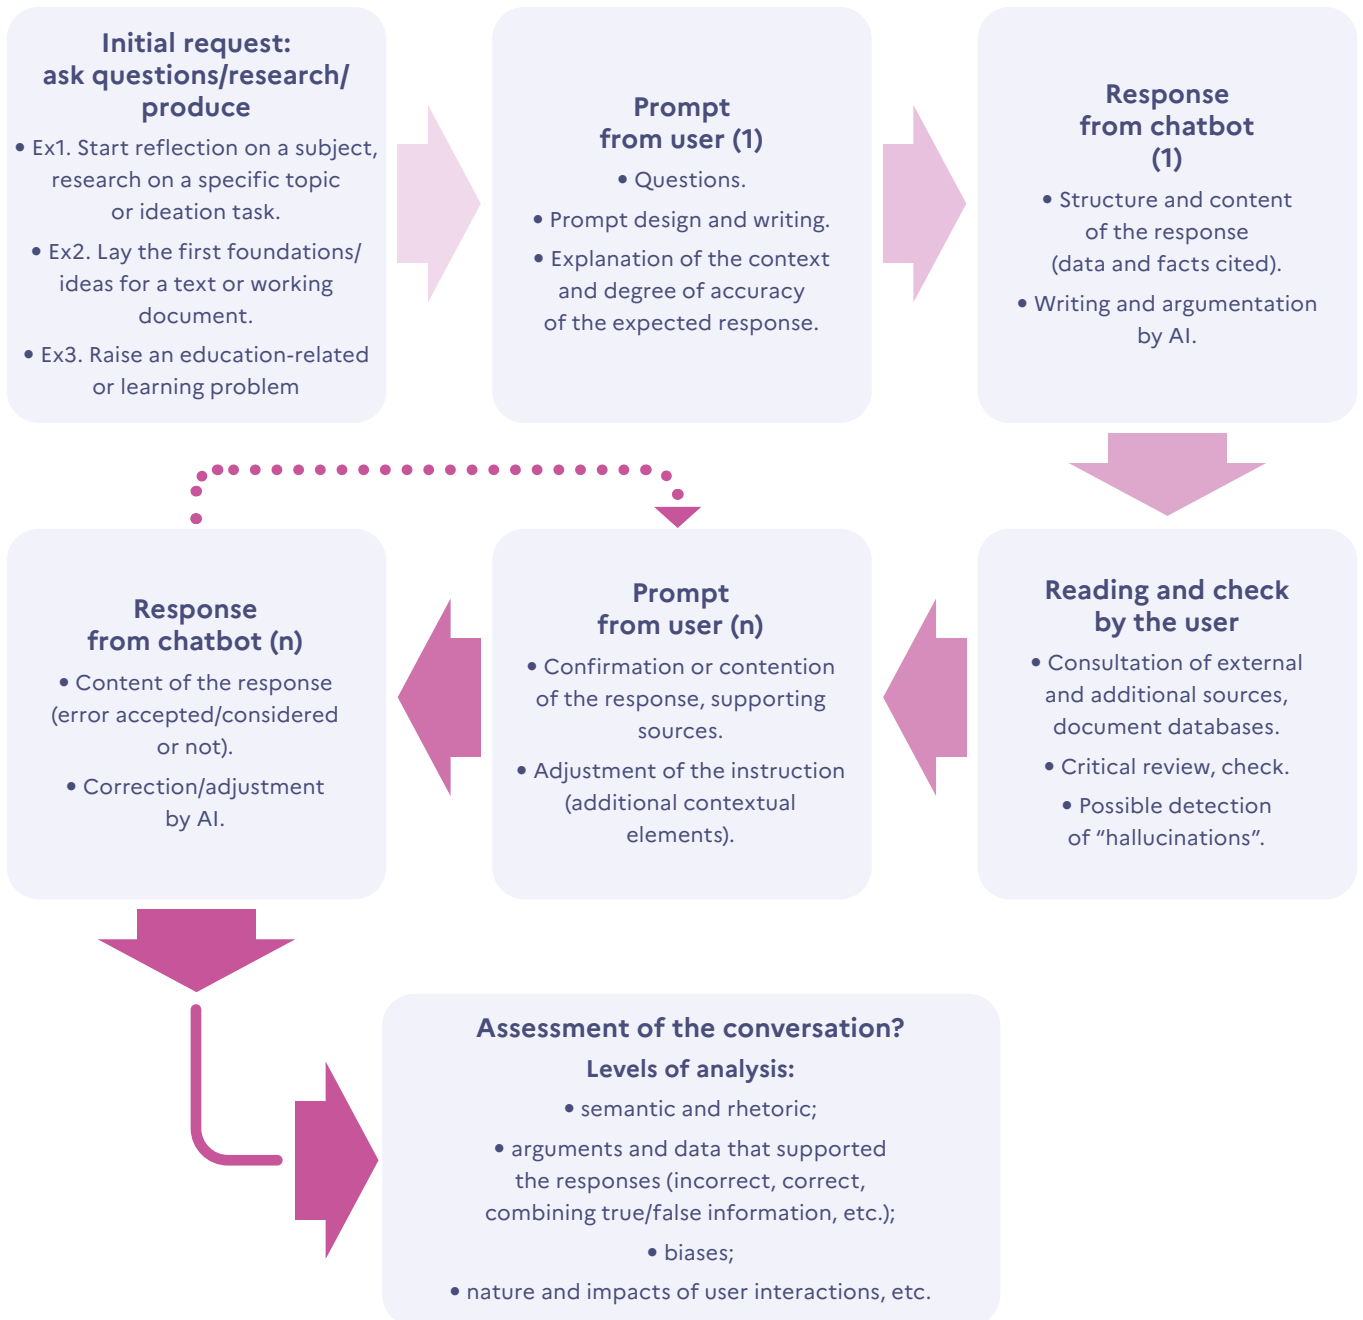 Initial request:
ask questions/research/
produce
• Ex1. Start reflection on a subject,
research on a specific topic
or ideation task.
• Ex2. Lay the first foundations/
ideas for a text or working
document.
• Ex3. Raise an education-related
or learning problem
Prompt
from user (1)
• Questions.
• Prompt design and writing.
• Explanation of the context
and degree of accuracy
of the expected response.
Response
from chatbot
(1)
• Structure and content
of the response
(data and facts cited).
• Writing and argumentation
by AI.
Reading and check
by the user
• Consultation of external
and additional sources,
document databases.
• Critical review, check.
• Possible detection
of “hallucinations”.
Prompt
from user (n)
• Confirmation or contention
of the response, supporting
sources.
• Adjustment of the instruction
(additional contextual
elements).
Response
from chatbot (n)
• Content of the response
(error accepted/considered
or not).
• Correction/adjustment
by AI.
Assessment of the conversation?
Levels of analysis:
• semantic and rhetoric;
• arguments and data that supported
the responses (incorrect, correct,
combining true/false information, etc.);
• biases;
• nature and impacts of user interactions, etc.